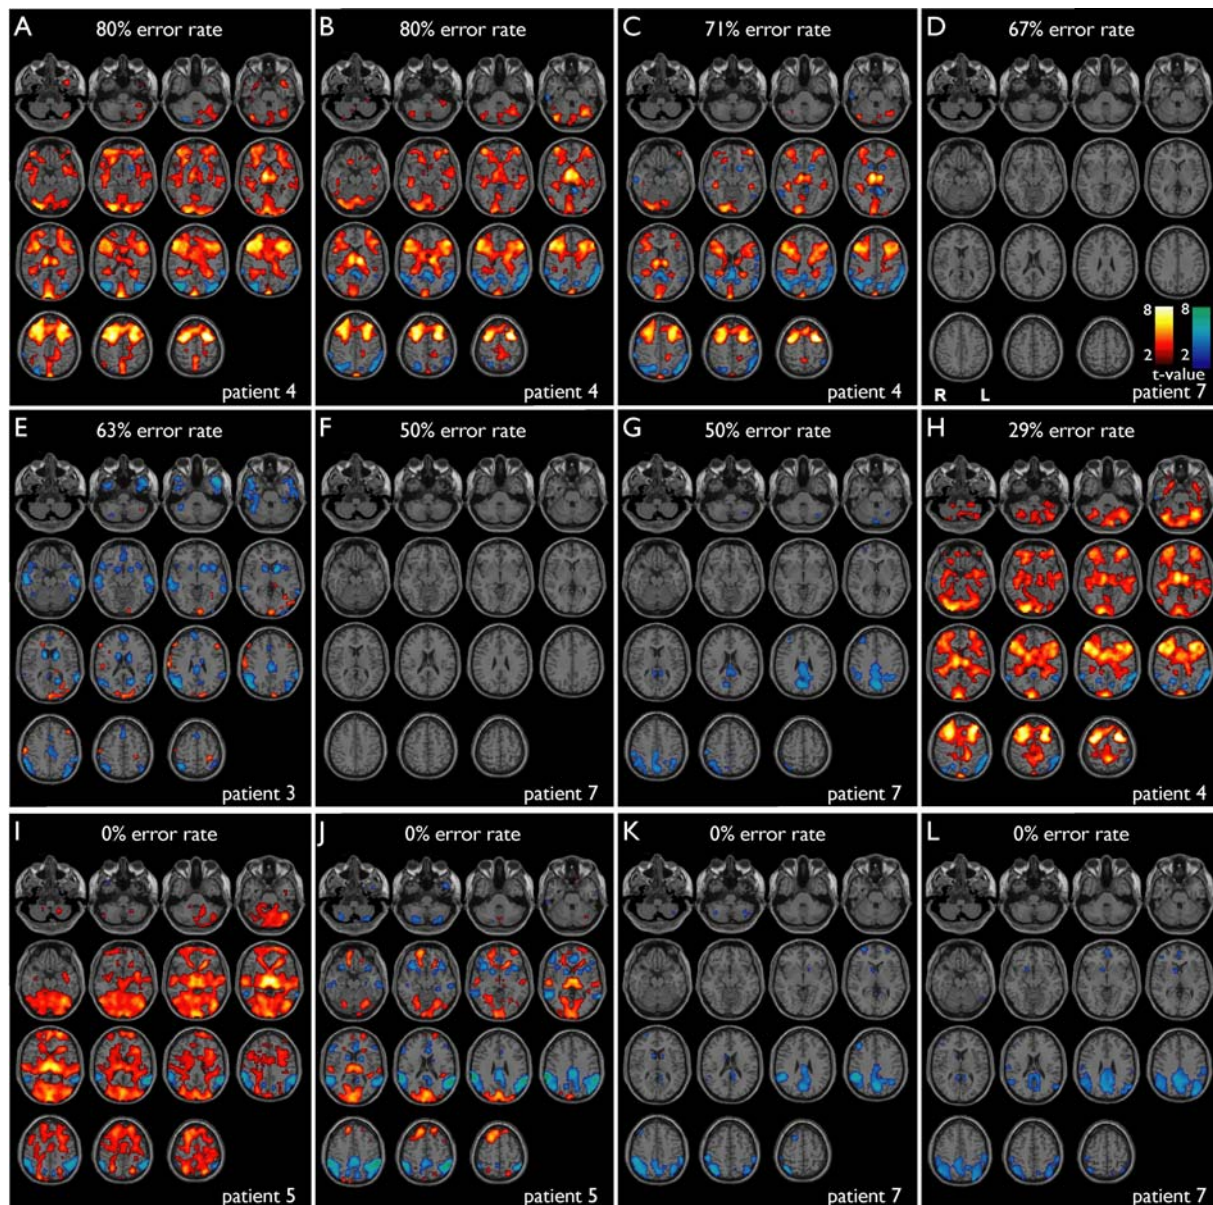 A
80% error rate
patient 4
B
80% error rate
patient 4
C
71% error rate
patient 4
D
67% error rate
8 8
2 2
t-value
R L
patient 7
E
63% error rate
patient 3
F
50% error rate
patient 7
G
50% error rate
patient 7
H
29% error rate
patient 4
I
0% error rate
patient 5
J
0% error rate
patient 5
K
0% error rate
patient 7
L
0% error rate
patient 7